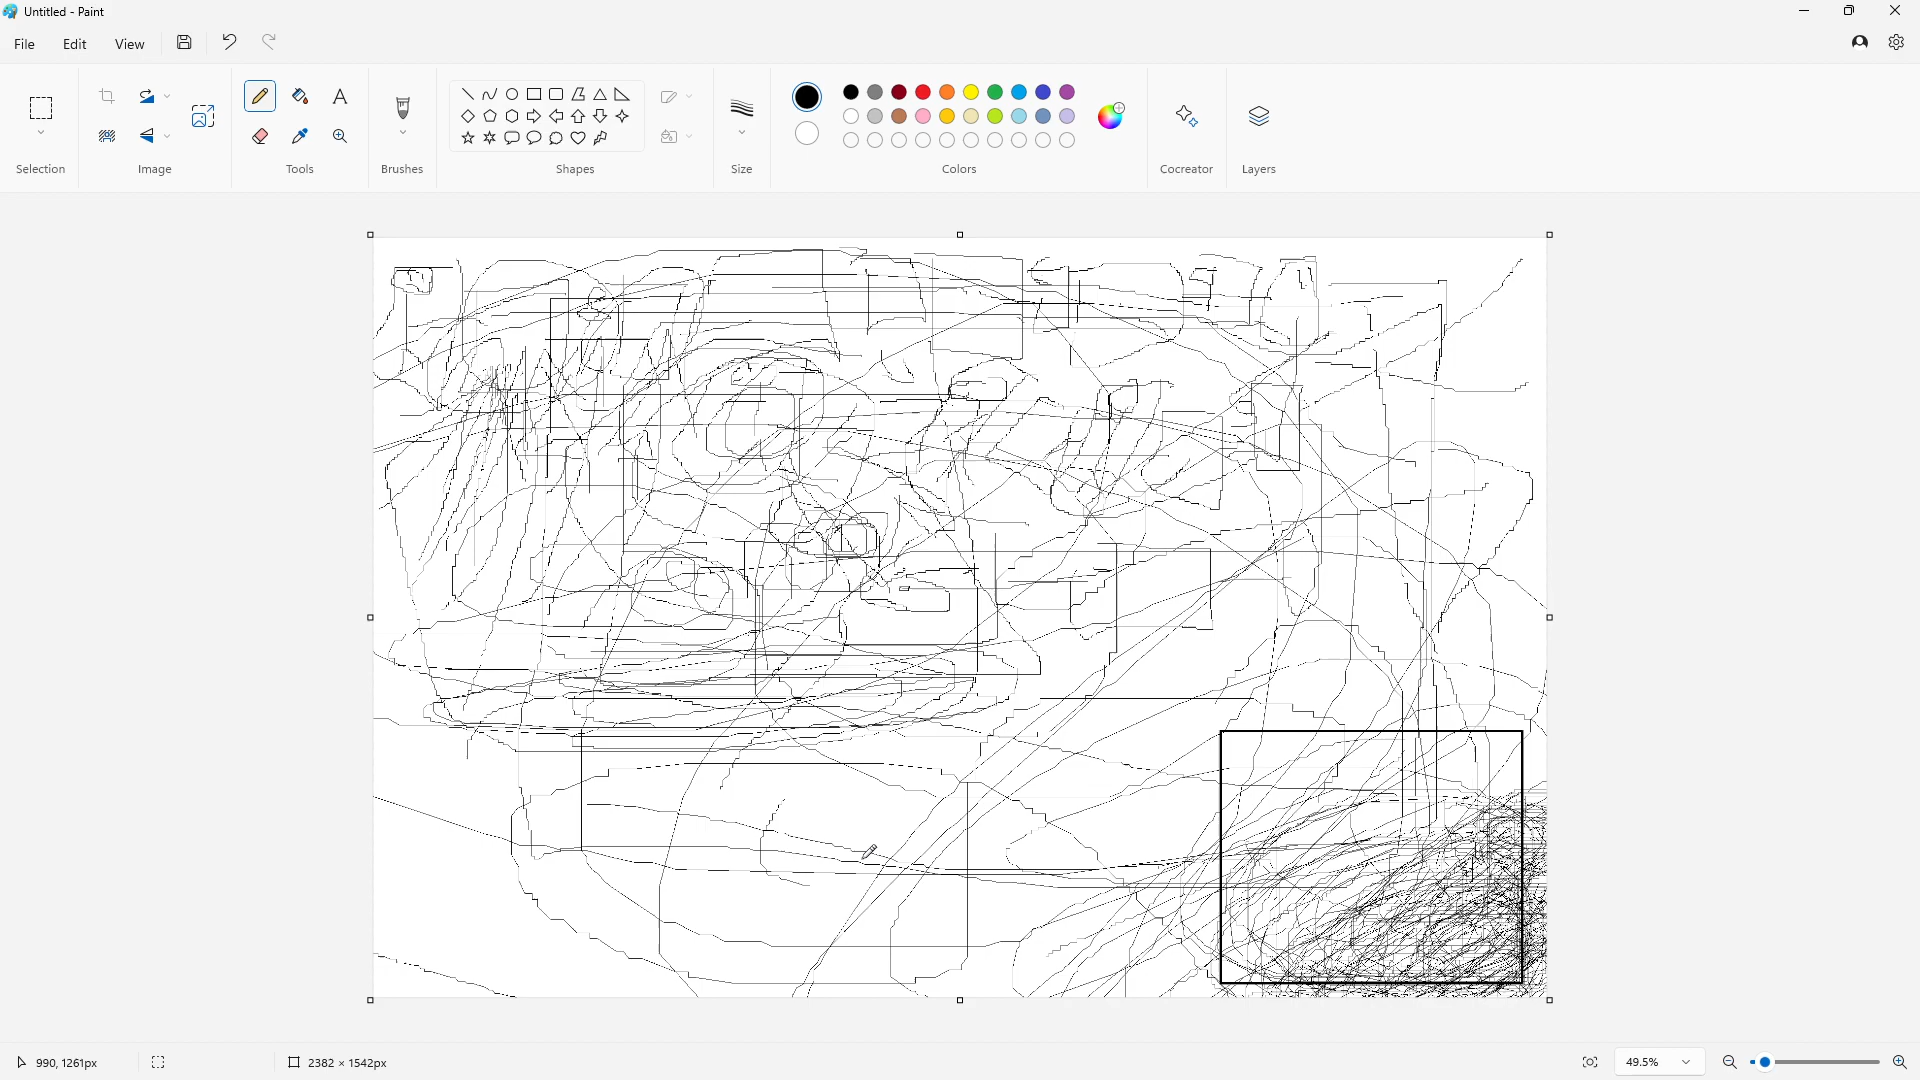 Untitled - Paint
File Edit View
Selection Image Tools Brushes Shapes Size Colors Cocreator Layers
990, 1261px 2382 × 1542px 49.5%